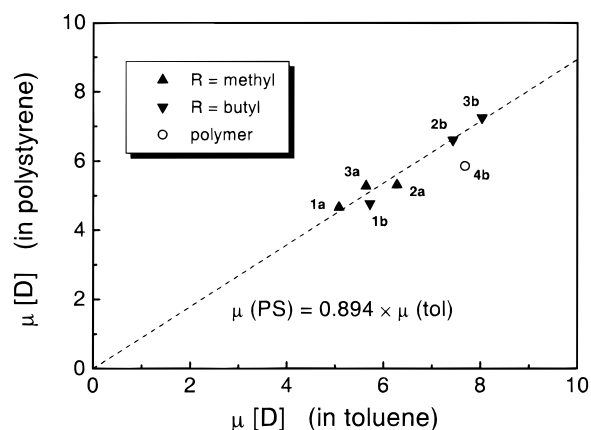 10
8
6
4
2
0
μ [D] (in polystyrene)
R = methyl
R = butyl
polymer
3b
2b
3a
4b
2a
1a
1b
μ (PS) = 0.894 × μ (tol)
0 2 4 6 8 10
μ [D] (in toluene)